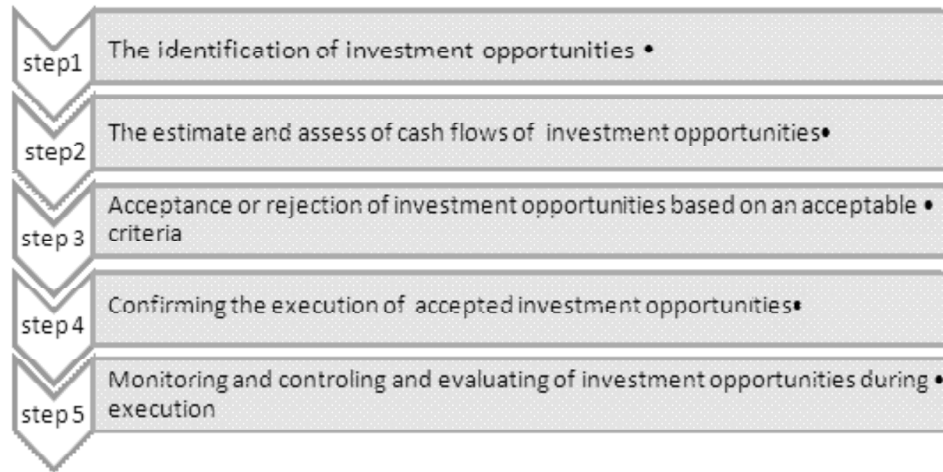 step1
The identification of investment opportunities •
step2
The estimate and assess of cash flows of investment opportunities•
step 3
Acceptance or rejection of investment opportunities based on an acceptable •
criteria
step 4
Confirming the execution of accepted investment opportunities•
step 5
Monitoring and controling and evaluating of investment opportunities during •
execution